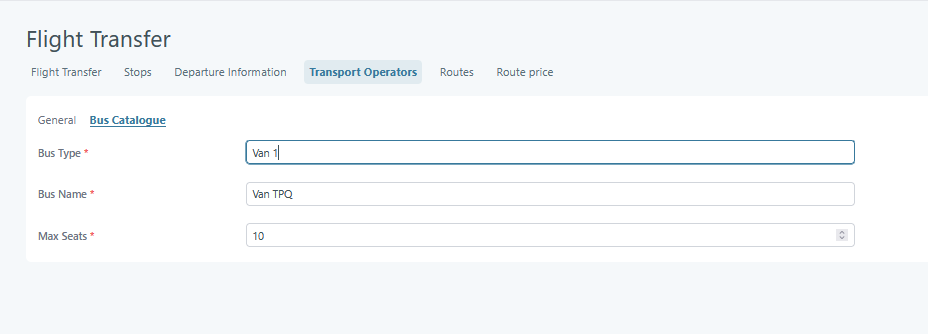 Flight Transfer
Flight Transfer Stops Departure Information Transport Operators Routes Route price
General Bus Catalogue
Bus Type * Van 1
Bus Name * Van TPQ
Max Seats * 10